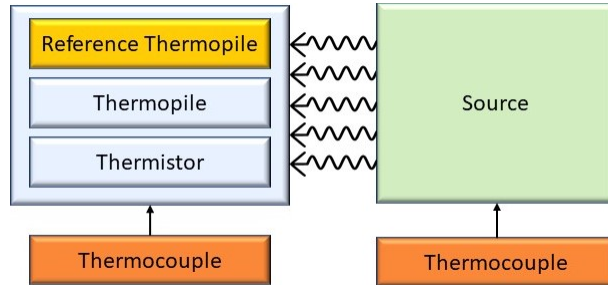 Reference Thermopile
Thermopile
Source
Thermistor
Thermocouple
Thermocouple